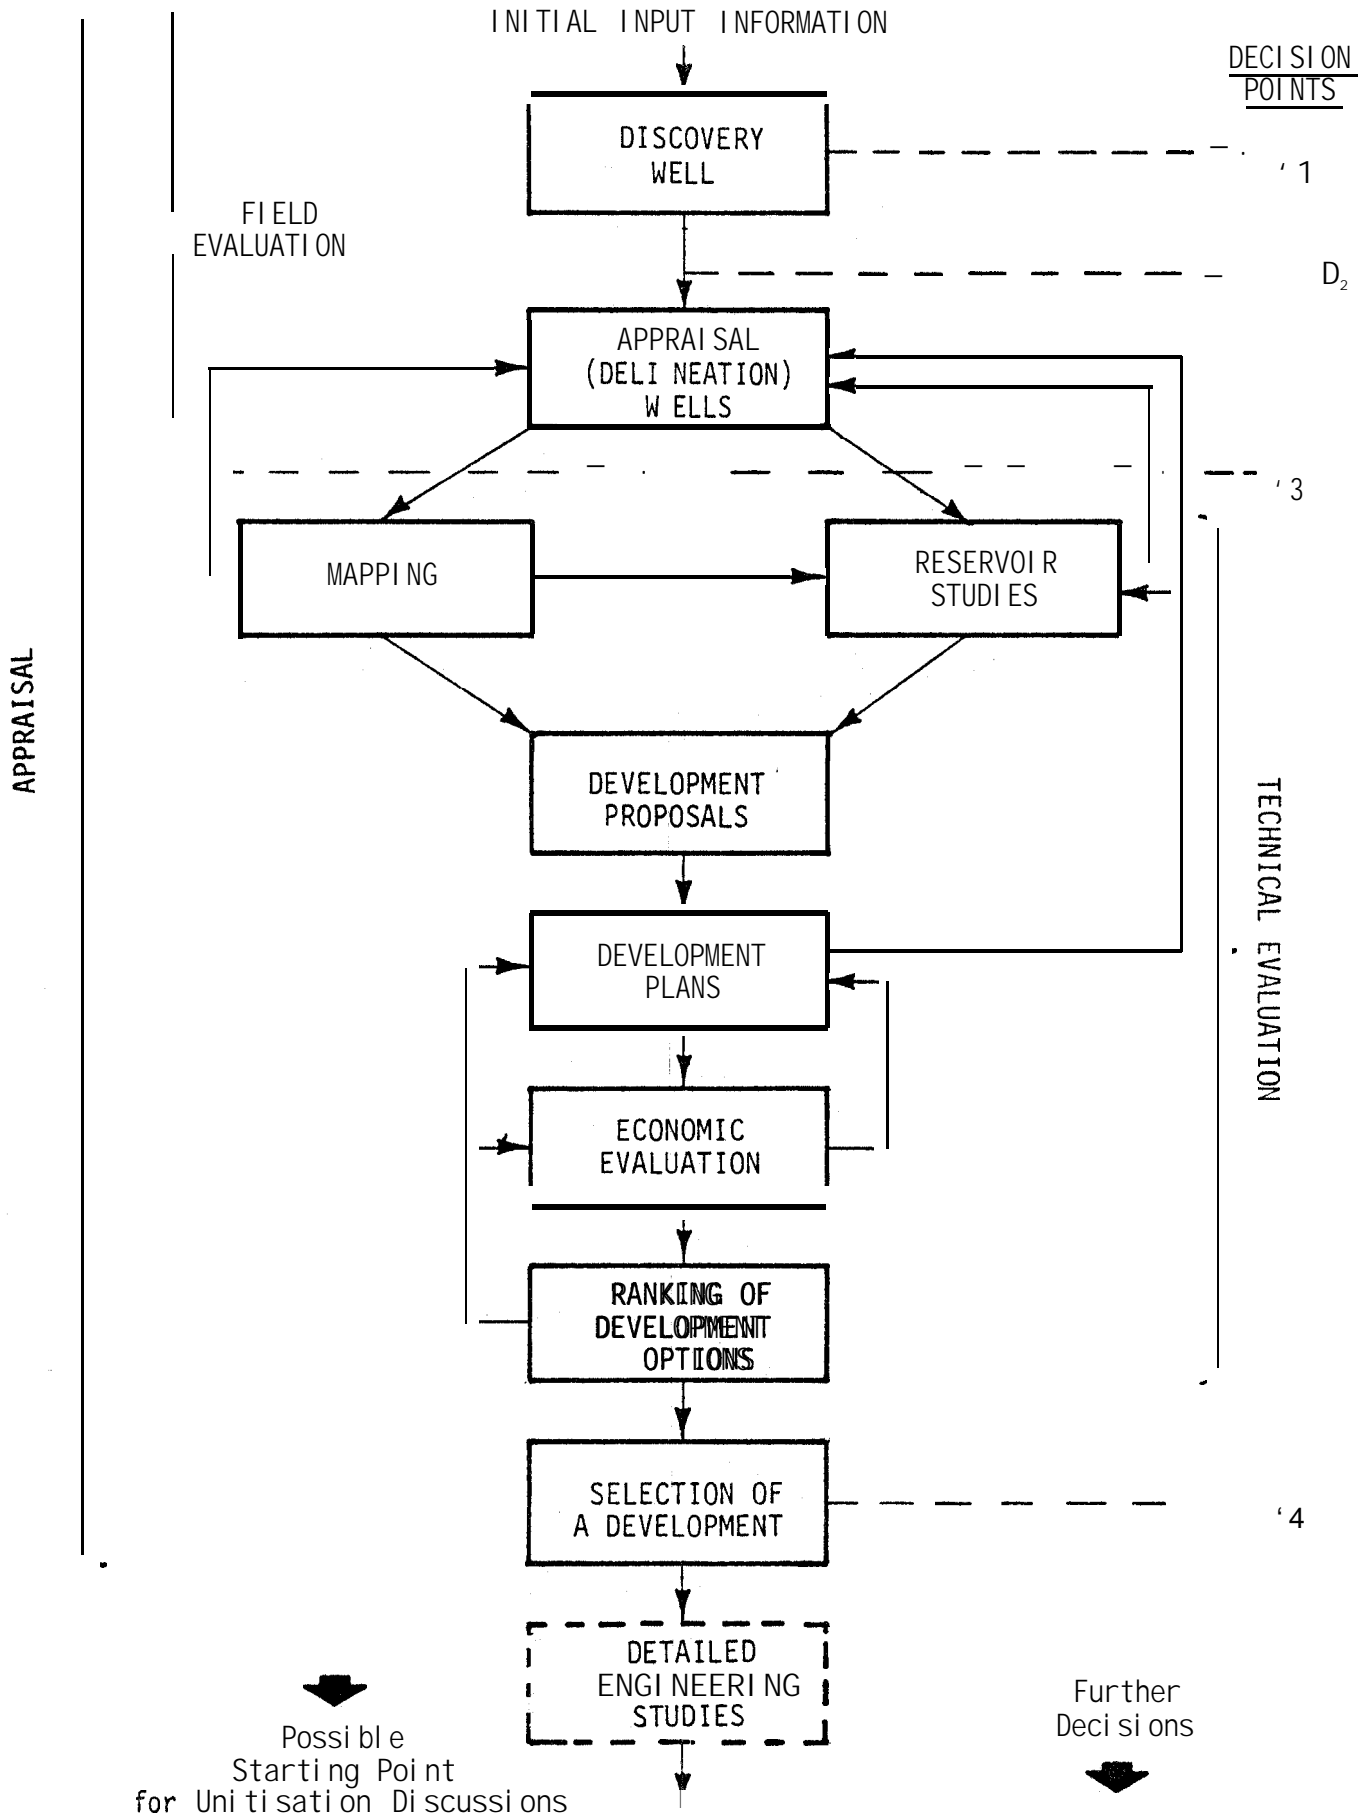 INITIAL INPUT INFORMATION
DECISION
POINTS
DISCOVERY
WELL
'1
FIELD
EVALUATION
D₂
APPRAISAL
(DELINEATION)
WELLS
'3
MAPPING
RESERVOIR
STUDIES
APPRAISAL
DEVELOPMENT
PROPOSALS
TECHNICAL EVALUATION
DEVELOPMENT
PLANS
ECONOMIC
EVALUATION
RANKING OF
DEVELOPMENT
OPTIONS
SELECTION OF
A DEVELOPMENT
'4
DETAILED
ENGINEERING
STUDIES
Further
Decisions
Possible
Starting Point
for Unitisation Discussions